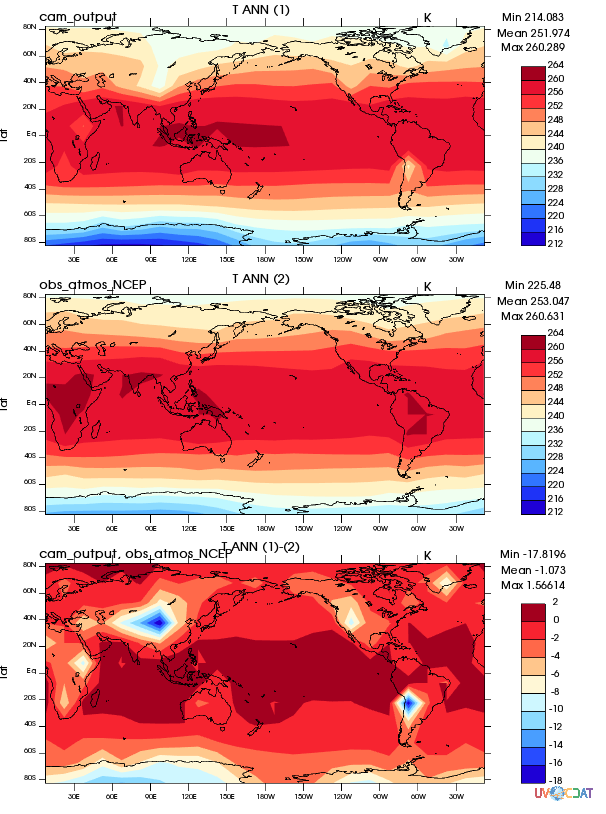 T ANN (1)
cam_output
K
Min 214.083
Mean 251.974
Max 260.289
80N
60N
40N
20N
Eq
20S
40S
60S
80S
lat
30E 60E 90E 120E 150E 180W 150W 120W 90W 60W 30W
264
260
256
252
248
244
240
236
232
228
224
220
216
212
T ANN (2)
obs_atmos_NCEP
K
Min 225.48
Mean 253.047
Max 260.631
80N
60N
40N
20N
Eq
20S
40S
60S
80S
lat
30E 60E 90E 120E 150E 180W 150W 120W 90W 60W 30W
264
260
256
252
248
244
240
236
232
228
224
220
216
212
T ANN (1)-(2)
cam_output, obs_atmos_NCEP
K
Min -17.8196
Mean -1.073
Max 1.56614
80N
60N
40N
20N
Eq
20S
40S
60S
80S
lat
30E 60E 90E 120E 150E 180W 150W 120W 90W 60W 30W
2
0
-2
-4
-6
-8
-10
-12
-14
-16
-18
UV CDAT